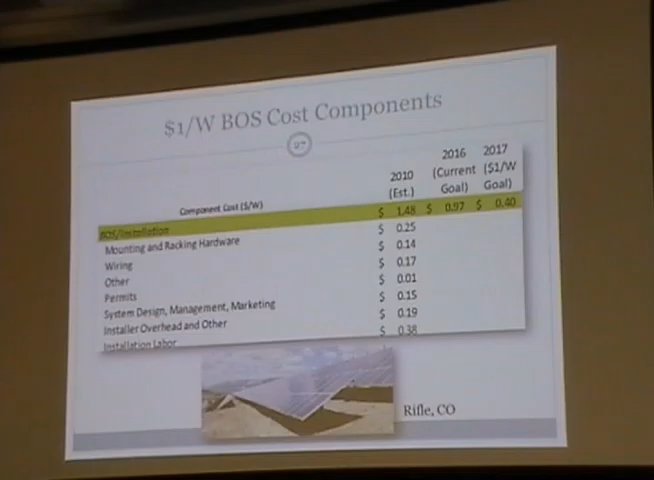 $1/W BOS Cost Components
27
2010 (Est.) 2016 (Current Goal) 2017 ($1/W Goal)
Component Cost ($/W)
BOS/Installation $ 1.48 $ 0.97 $ 0.40
Mounting and Racking Hardware $ 0.25
Wiring $ 0.14
Other $ 0.17
Permits $ 0.01
System Design, Management, Marketing $ 0.15
Installer Overhead and Other $ 0.19
Installation Labor $ 0.38
Rifle, CO